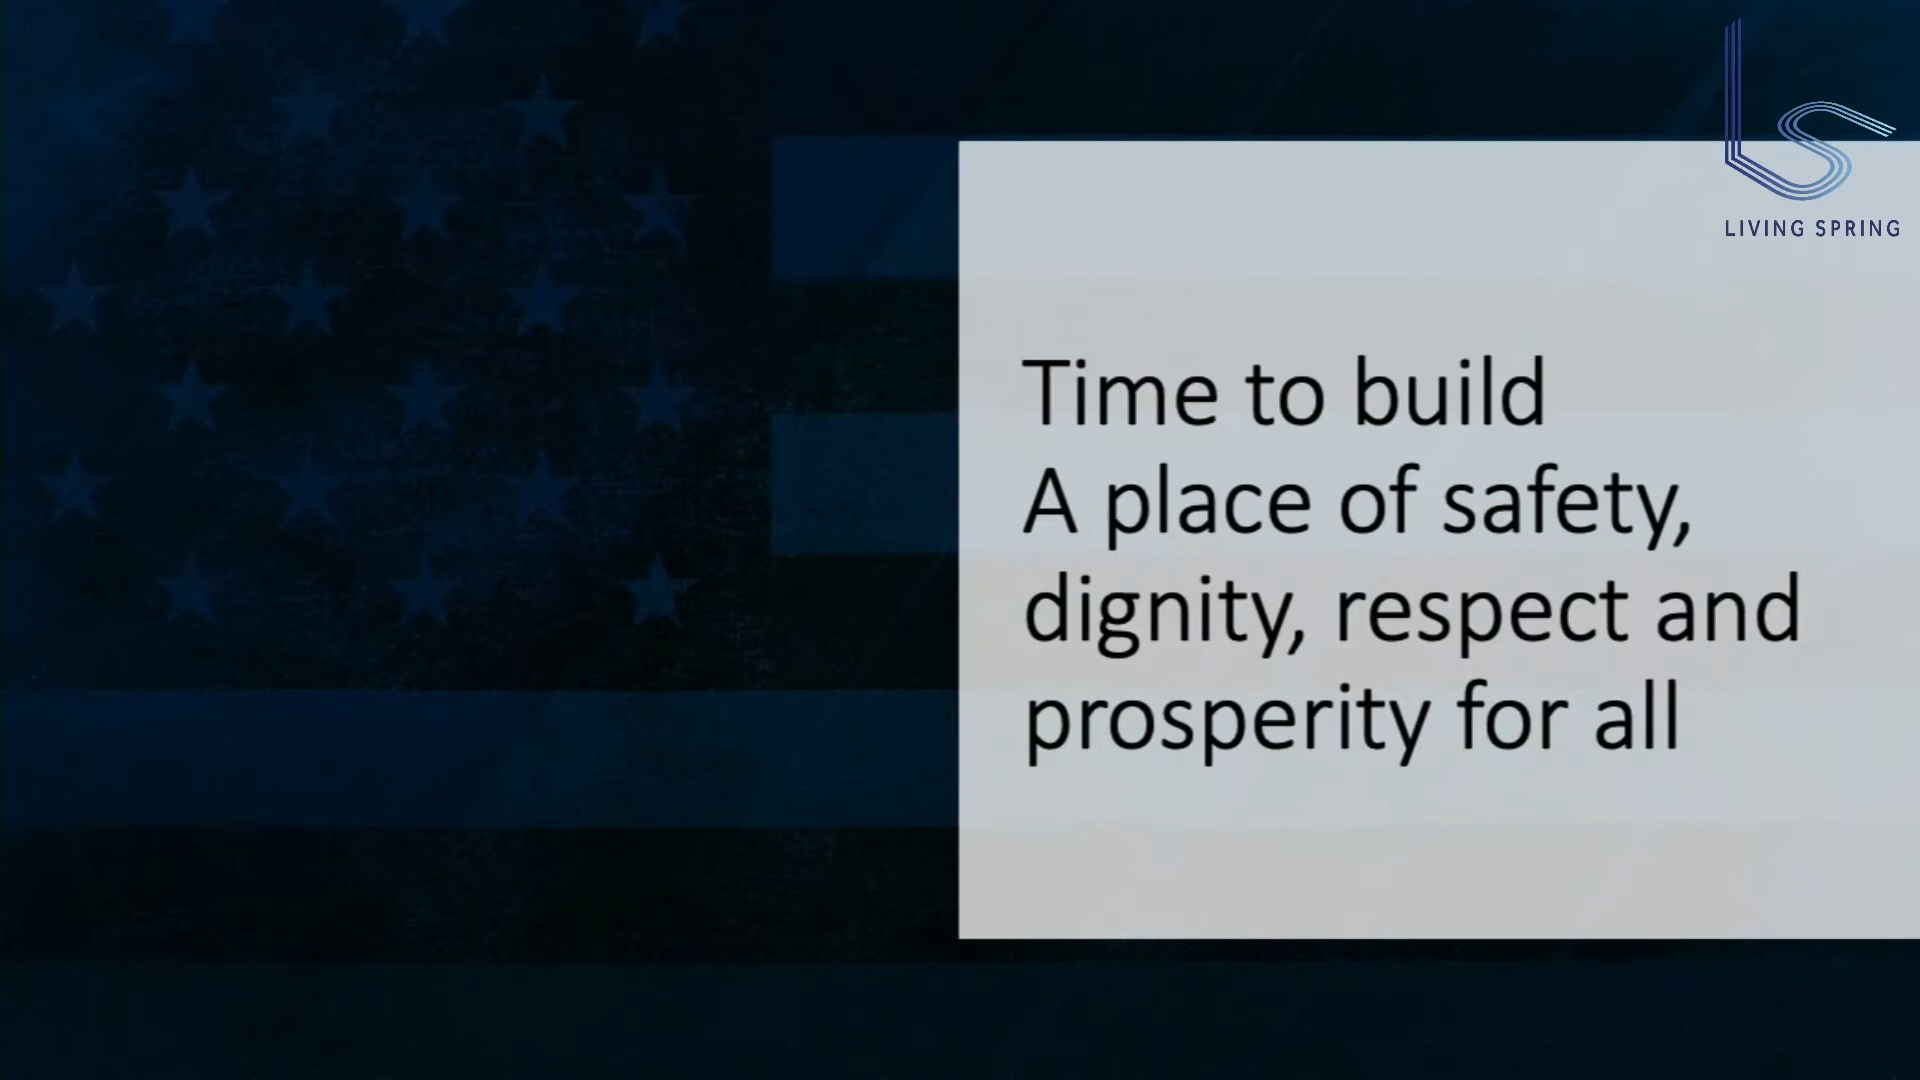 LIVING SPRING
Time to build
A place of safety,
dignity, respect and
prosperity for all